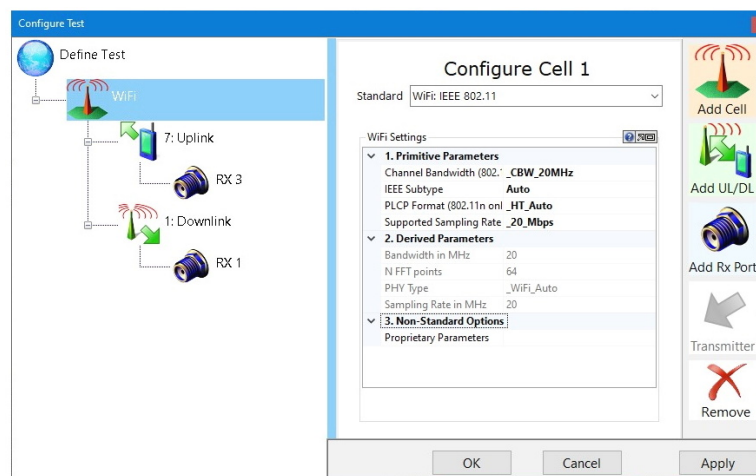 Configure Test
Define Test
WiFi
7: Uplink
RX 3
1: Downlink
RX 1
Configure Cell 1
Standard WiFi: IEEE 802.11
WiFi Settings
1. Primitive Parameters
Channel Bandwidth (802.' _CBW_20MHz
IEEE Subtype Auto
PLCP Format (802.11n onl _HT_Auto
Supported Sampling Rate _20_Mbps
2. Derived Parameters
Bandwidth in MHz 20
N FFT points 64
PHY Type _WiFi_Auto
Sampling Rate in MHz 20
3. Non-Standard Options
Proprietary Parameters
Add Cell
Add UL/DL
Add Rx Port
Transmitter
Remove
OK Cancel Apply